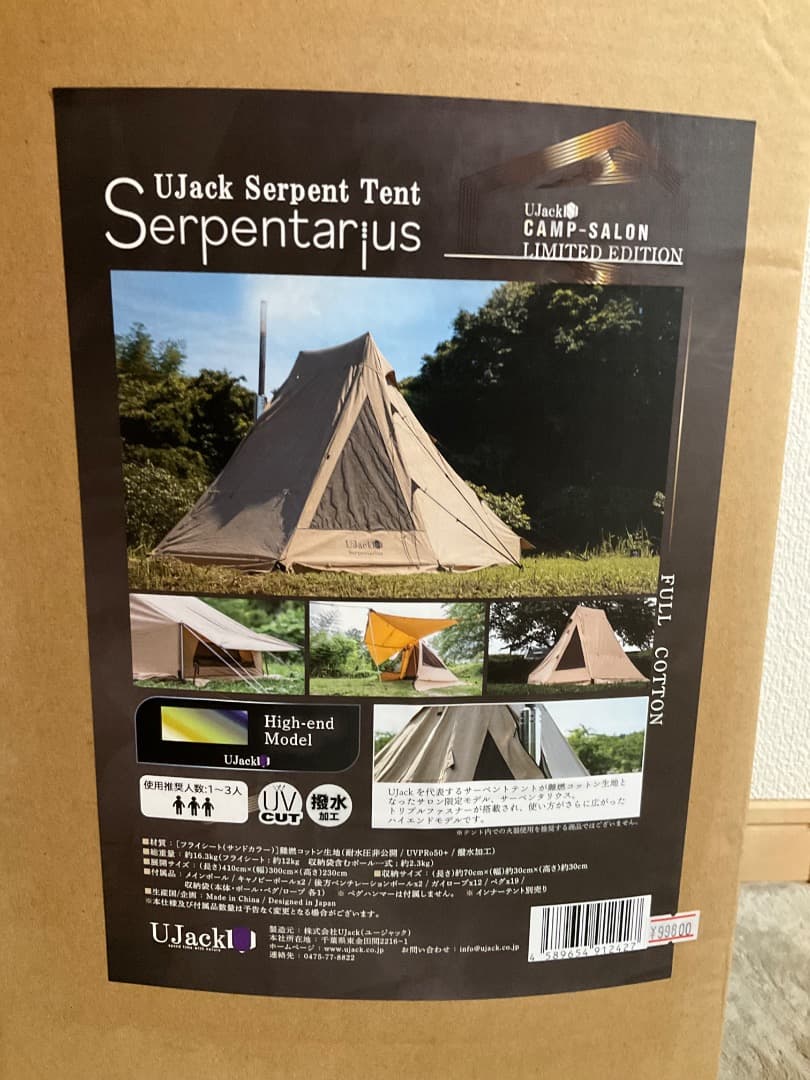 UJack Serpent Tent
Serpentarius
UJack
CAMP-SALON
LIMITED EDITION
UJack
Serpentarius
FULL COTTON
High-end
Model
UJack
UJackを代表するサーペントテントが難燃コットン生地と
なったサロン限定モデル、サーペンタリウス。
トリプルファスナーが搭載され、使い方がさらに広がった
ハイエンドモデルです。
使用推奨人数:1〜3人
UV
CUT
撥水
加工
※テント内での火器使用を推奨する商品ではございません。
■材質:[フライシート(サンドカラー)]難燃コットン生地(耐水圧非公開 / UVPRo50+ / 撥水加工)
■総重量:約16.3kg(フライシート:約12kg 収納袋含むポール一式:約2.3kg)
■展開サイズ:(長さ)410cm×(幅)300cm×(高さ)230cm ■収納サイズ:(長さ)約70cm×(幅)約30cm×(高さ)約30cm
■付属品:メインポール / キャノピーポールx2 / 後方ベンチレーションポールx2 / ガイロープx12 / ペグx19 /
収納袋(本体・ポール・ペグ/ロープ 各1) ※ペグハンマーは付属しません。 ※インナーテント別売り
■生産国/企画:Made in China / Designed in Japan
※本仕様及び付属品数量は予告なく変更となる場合がございます。
UJack
speed time with nature
製造元:株式会社UJack(ユージャック)
本社所在地:千葉県東金田間2216-1
ホームページ:www.ujack.co.jp お問い合わせ:info@ujack.co.jp
連絡先:0475-77-8822
4 589654 912427
¥99800